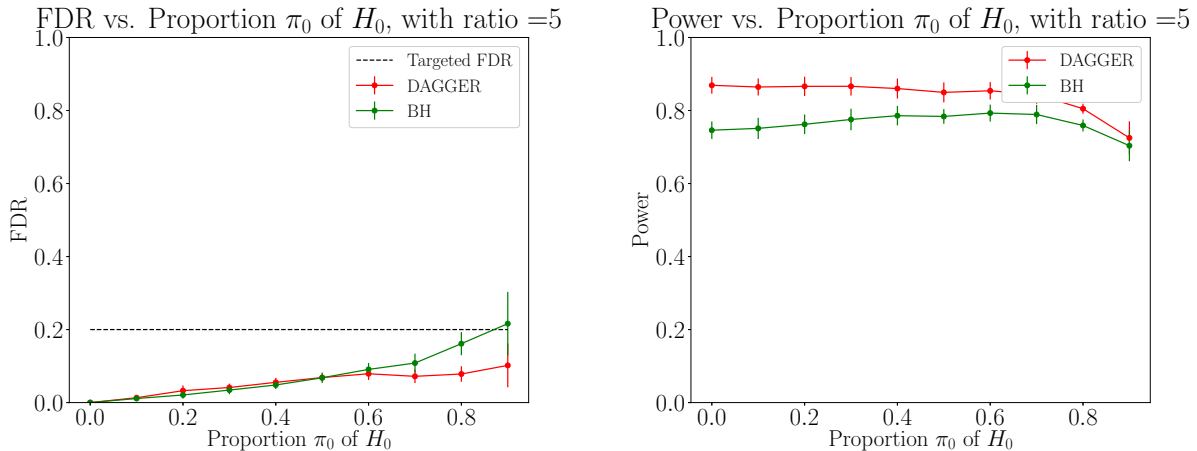 FDR vs. Proportion π₀ of H₀, with ratio =5
1.0
0.8
0.6
0.4
0.2
0.0
FDR
Targeted FDR
DAGGER
BH
0.0 0.2 0.4 0.6 0.8
Proportion π₀ of H₀
Power vs. Proportion π₀ of H₀, with ratio =5
1.0
0.8
0.6
0.4
0.2
0.0
Power
DAGGER
BH
0.0 0.2 0.4 0.6 0.8
Proportion π₀ of H₀